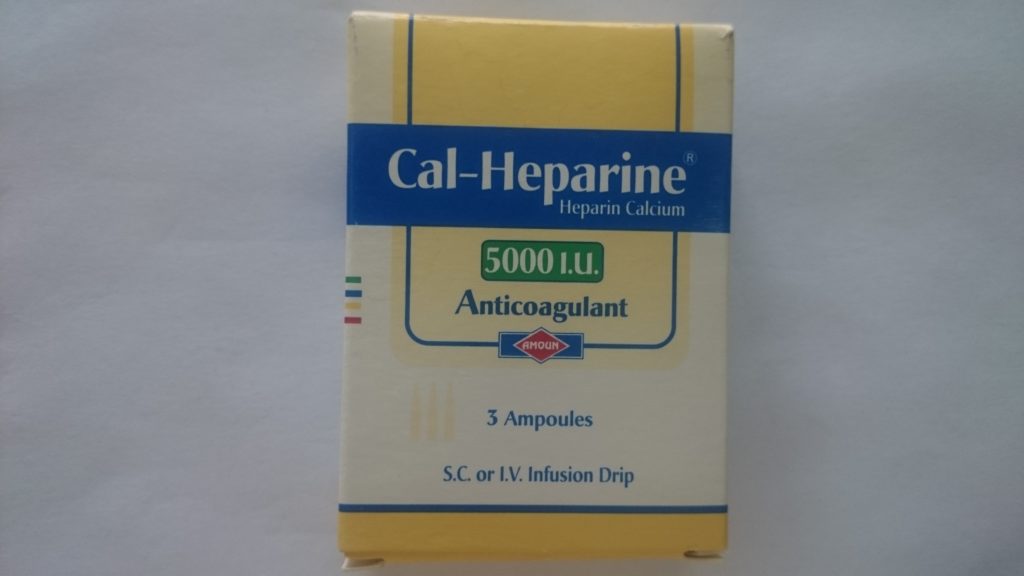 Cal-Heparine®
Heparin Calcium
5000 I.U.
Anticoagulant
AMOUN
3 Ampoules
S.C. or I.V. Infusion Drip